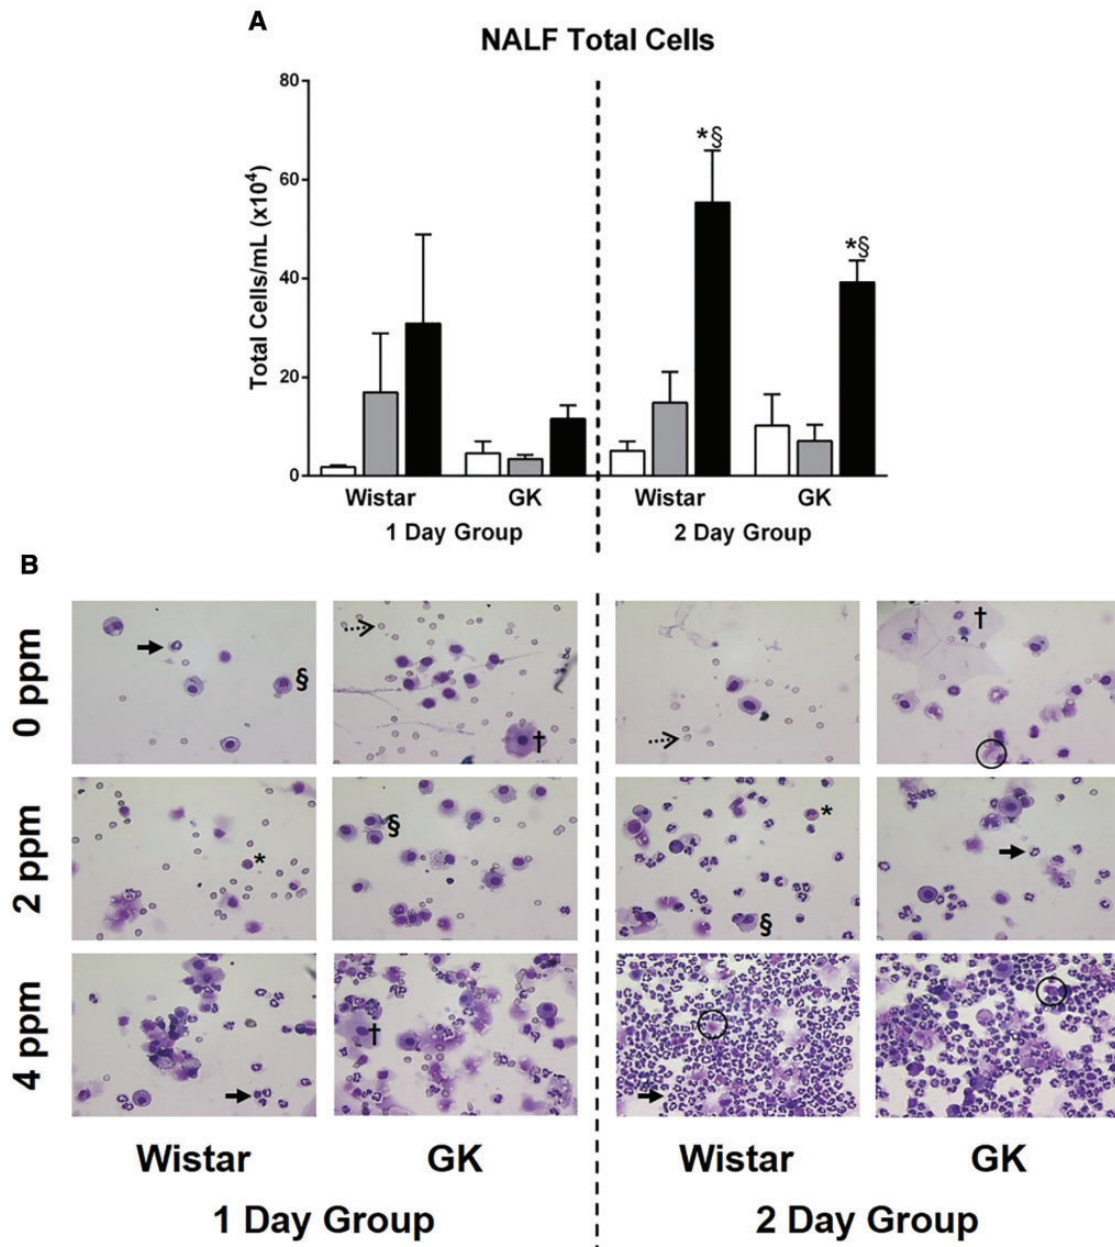 A
NALF Total Cells
Total Cells/mL (x10⁴)
80
60
40
20
0
*§
*§
Wistar GK Wistar GK
1 Day Group 2 Day Group
B
0 ppm
§
†
†
2 ppm
*
§
*
§
4 ppm
†
Wistar GK Wistar GK
1 Day Group 2 Day Group